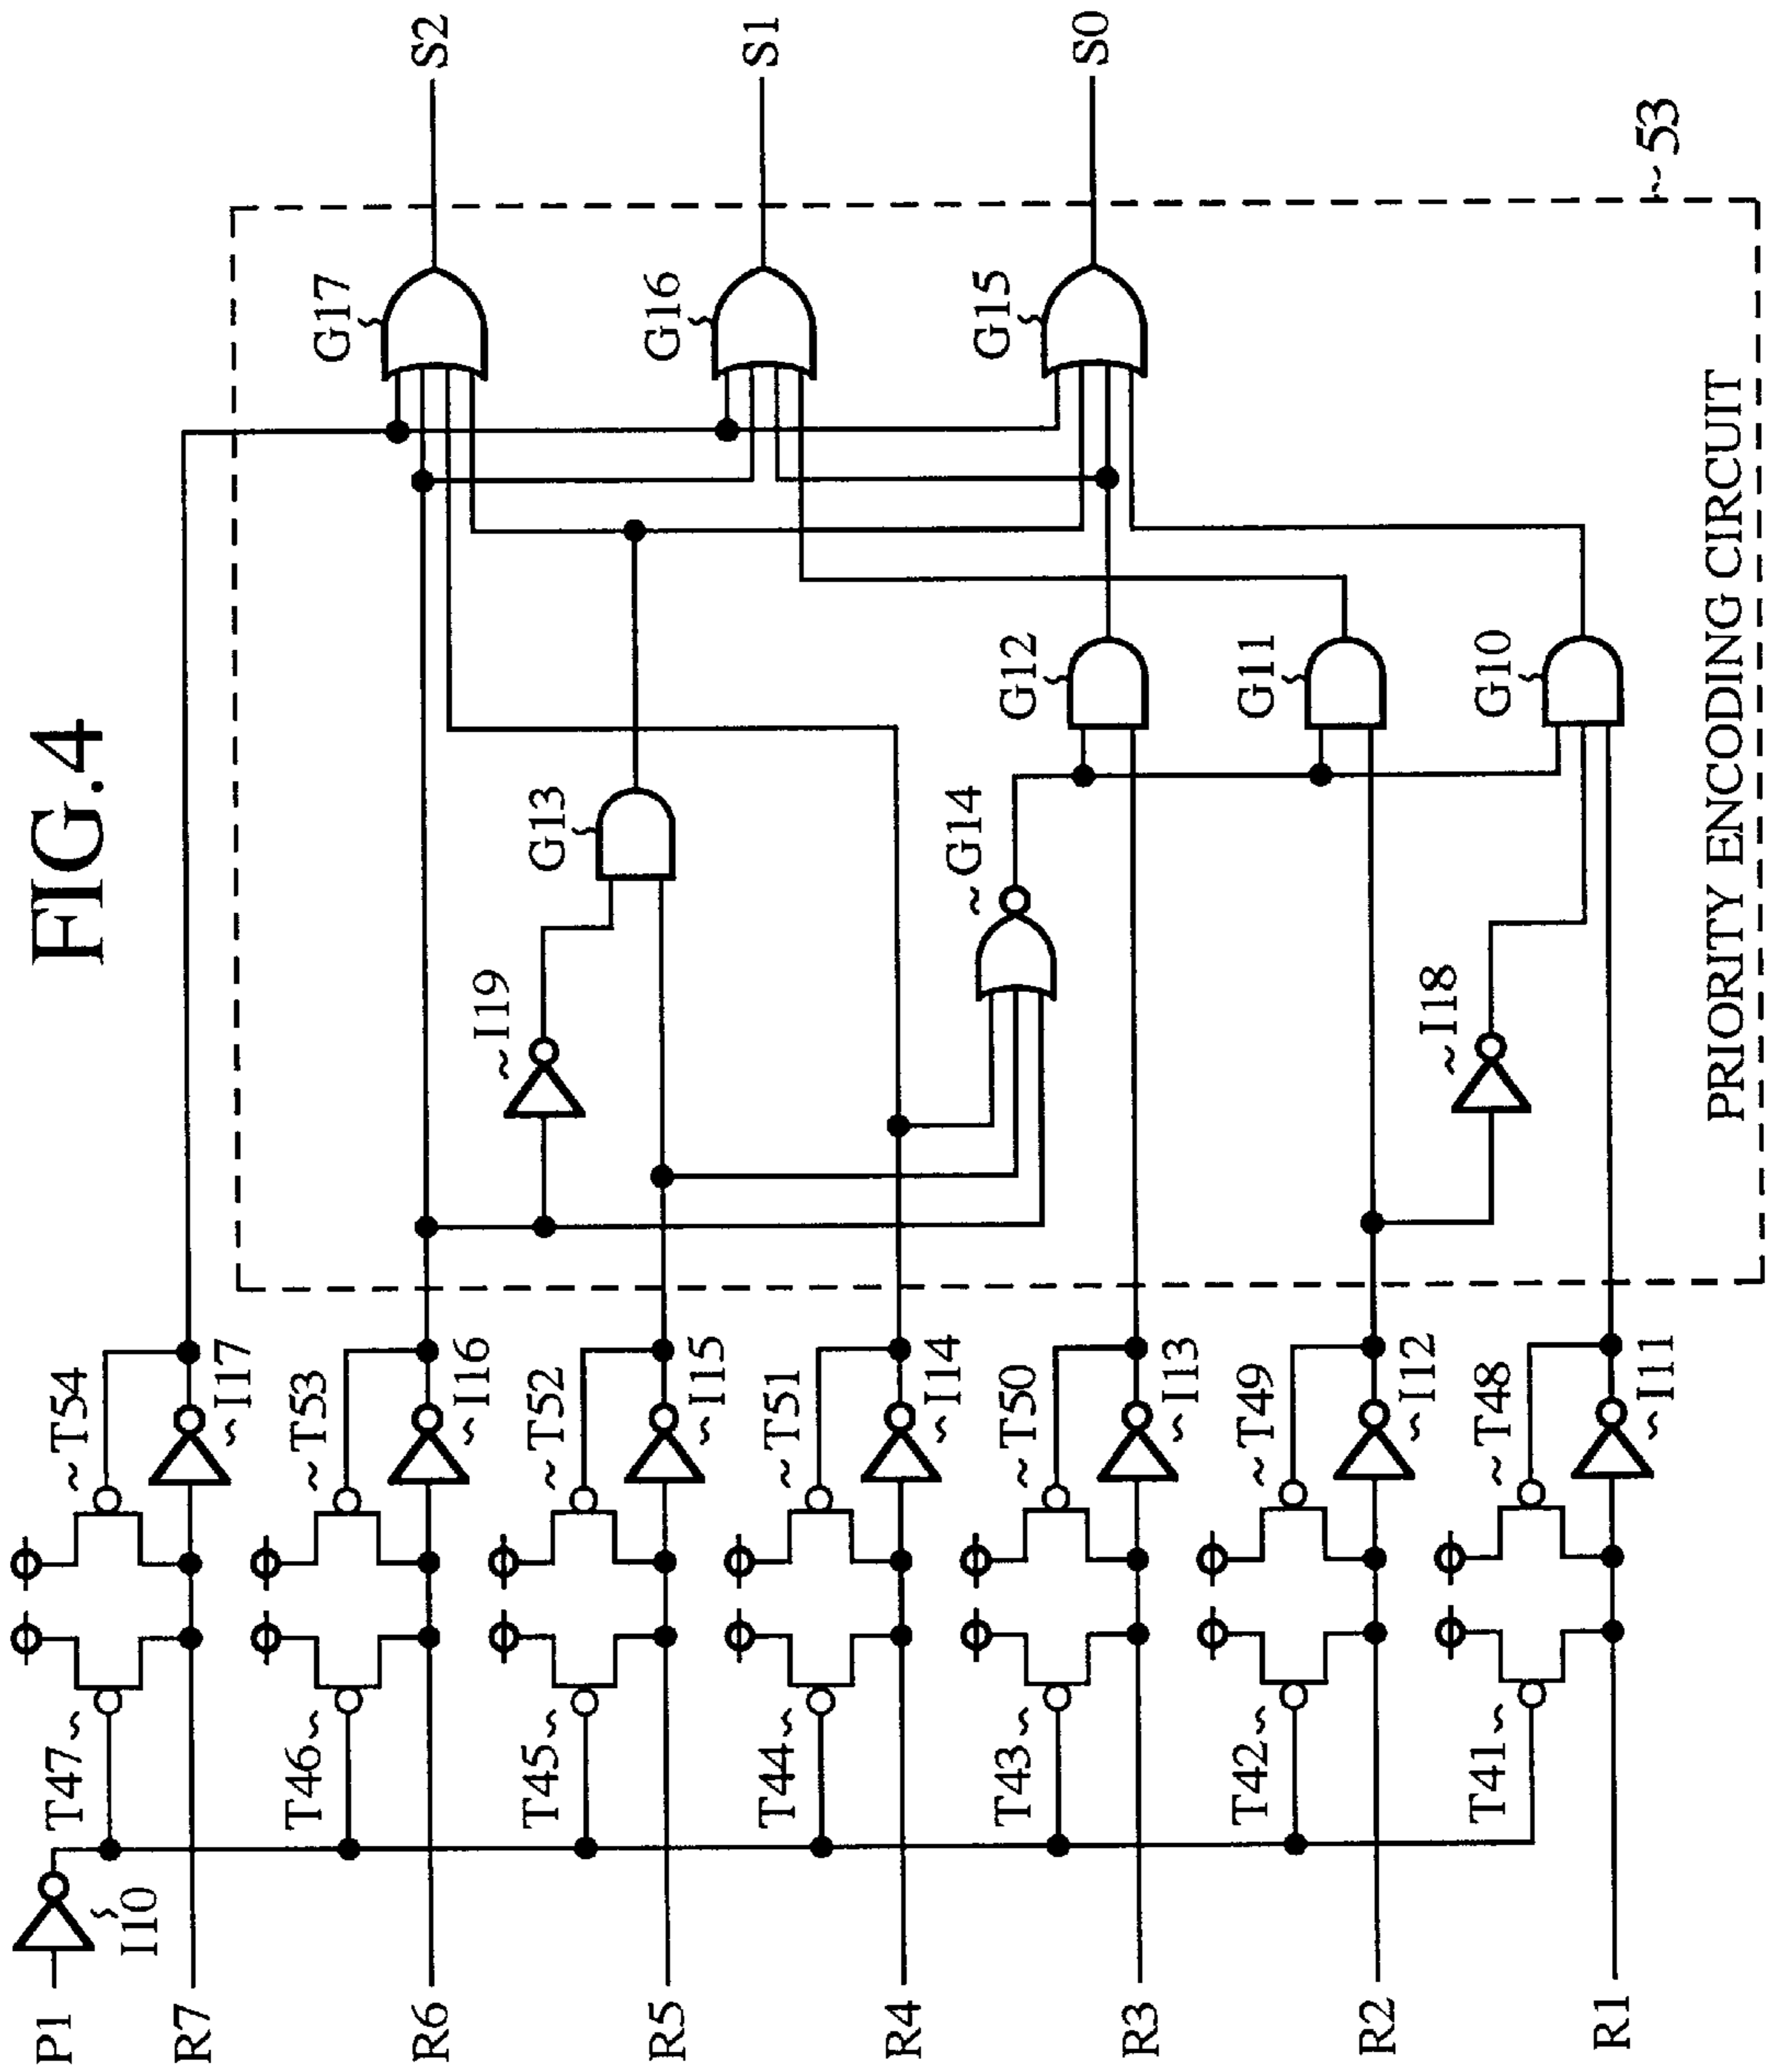 FIG.4
P1
I10
R7
T47
T54
I17
R6
T46
T53
I16
R5
T45
T52
I15
R4
T44
T51
I14
R3
T43
T50
I13
R2
T42
T49
I12
R1
T41
T48
I11
I19
I18
G13
G14
G12
G11
G10
G17
G16
G15
S2
S1
S0
53
PRIORITY ENCODING CIRCUIT